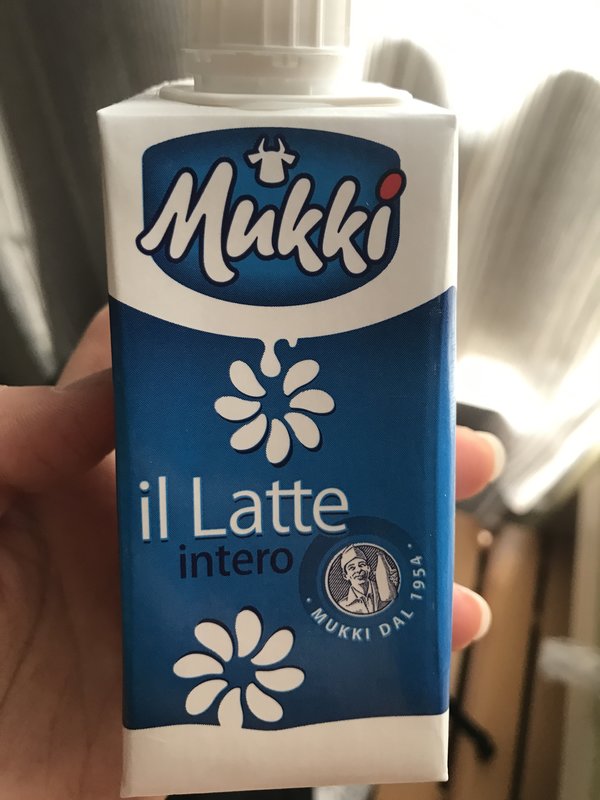 Mukki
il Latte
intero
• MUKKI DAL 1954 •